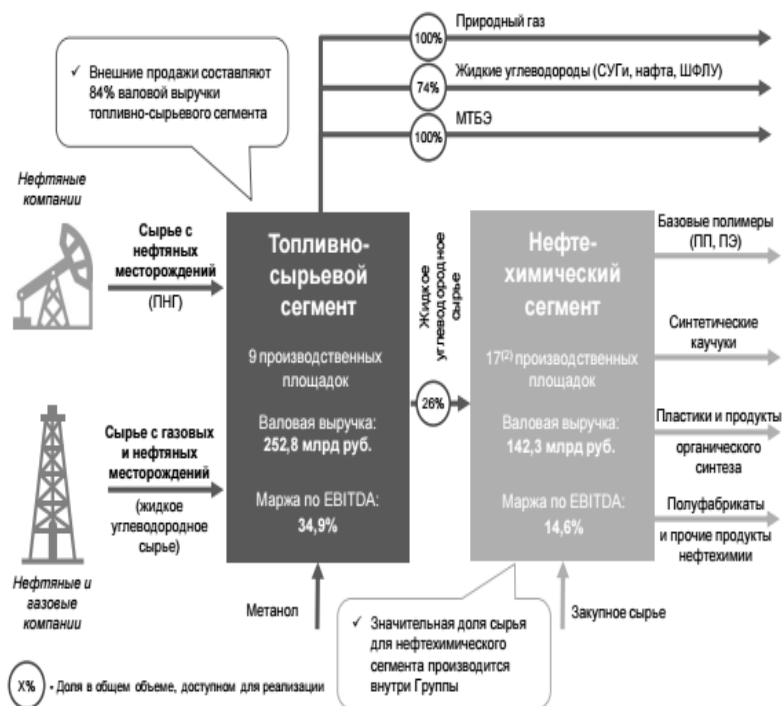 Природный газ
100%
✓ Внешние продажи составляют
84% валовой выручки
топливно-сырьевого сегмента
Жидкие углеводороды (СУГи, нафта, ШФЛУ)
74%
МТБЭ
100%
Нефтяные
компании
Сырье с
нефтяных
месторождений
(ПНГ)
Топливно-
сырьевой
сегмент
9 производственных
площадок
Валовая выручка:
252,8 млрд руб.
Маржа по EBITDA:
34,9%
Жидкое
углеводородное
сырье
26%
Нефте-
химический
сегмент
17(2) производственных
площадок
Валовая выручка:
142,3 млрд руб.
Маржа по EBITDA:
14,6%
Базовые полимеры
(ПП, ПЭ)
Синтетические
каучуки
Пластики и продукты
органического
синтеза
Полуфабрикаты
и прочие продукты
нефтехимии
Сырье с газовых
и нефтяных
месторождений
(жидкое
углеводородное
сырье)
Нефтяные и
газовые
компании
Метанол
✓ Значительная доля сырья
для нефтехимического
сегмента производится
внутри Группы
Закупное сырье
X% - Доля в общем объеме, доступном для реализации